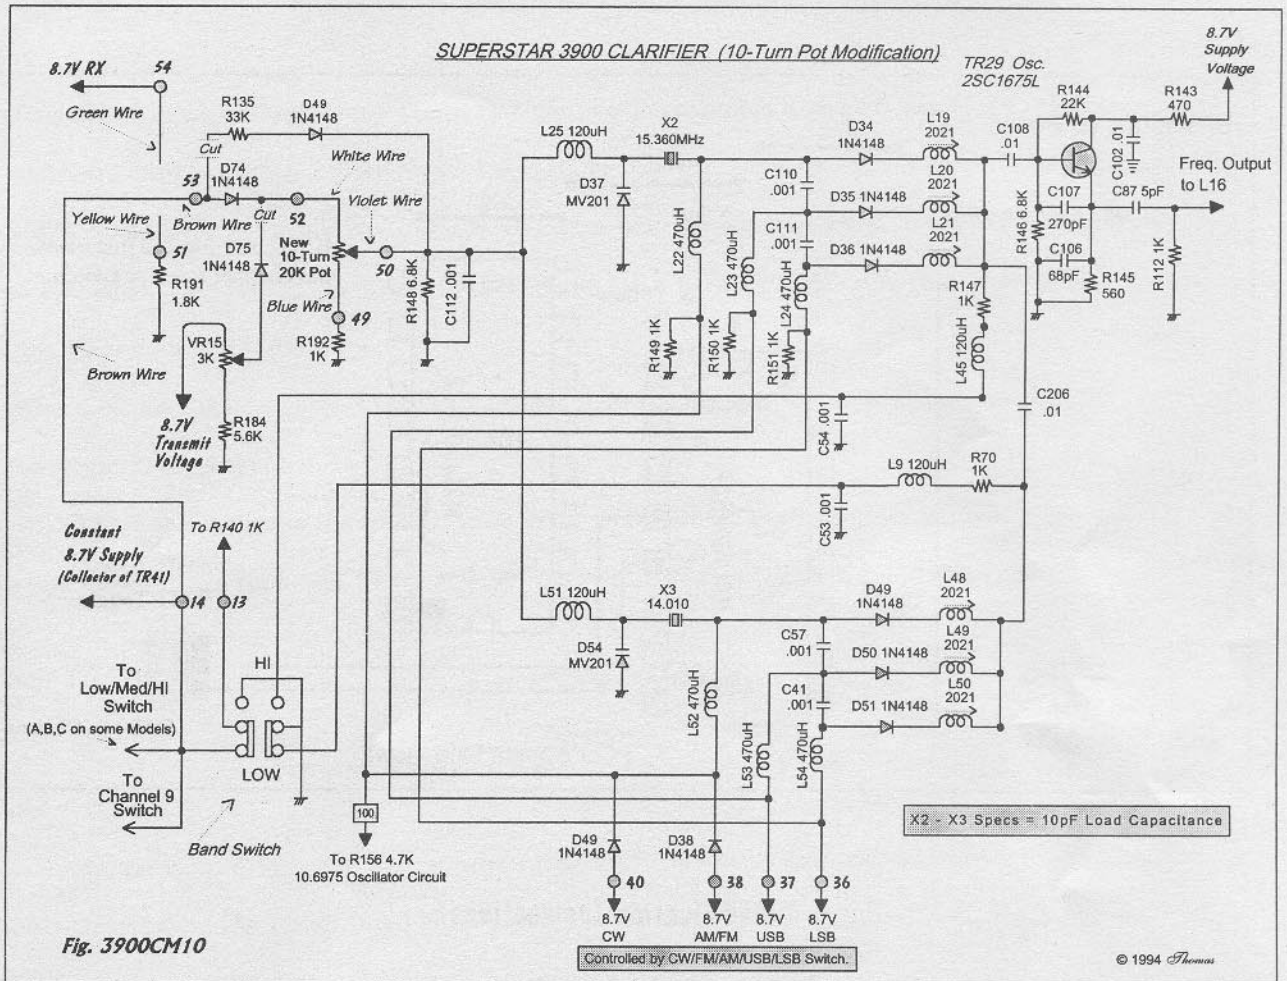 SUPERSTAR 3900 CLARIFIER (10-Turn Pot Modification)
8.7V RX
54
Green Wire
R135
33K
D49
1N4148
Cut
White Wire
D74
1N4148
53
52
Brown Wire
Cut
Violet Wire
Yellow Wire
51
D75
1N4148
New
10-Turn
20K Pot
50
R191
1.8K
Blue Wire
49
R192
1K
VR15
3K
Brown Wire
8.7V
Transmit
Voltage
R184
5.6K
R148 6.8K
C112 .001
L25 120uH
X2
15.360MHz
D37
MV201
L22 470uH
R149 1K
C110
.001
C111
.001
L23 470uH
R150 1K
L24 470uH
R151 1K
D34
1N4148
D35 1N4148
D36 1N4148
L19
2021
L20
2021
L21
2021
TR29 Osc.
2SC1675L
8.7V
Supply
Voltage
R144
22K
R143
470
C108
.01
C102 .01
Freq. Output
to L16
C107
270pF
C87 5pF
R146 6.8K
C106
68pF
R145
560
R112 1K
R147
1K
L45 120uH
C206
.01
C54 .001
L9 120uH
R70
1K
C53 .001
Constant
8.7V Supply
(Collector of TR41)
To R140 1K
14
13
To
Low/Med/HI
Switch
(A,B,C on some Models)
To
Channel 9
Switch
HI
LOW
Band Switch
L51 120uH
X3
14.010
D54
MV201
L52 470uH
C57
.001
C41
.001
L53 470uH
L54 470uH
D49
1N4148
D50 1N4148
D51 1N4148
L48
2021
L49
2021
L50
2021
X2 - X3 Specs = 10pF Load Capacitance
100
To R156 4.7K
10.6975 Oscillator Circuit
D49
1N4148
D38
1N4148
40
38
37
36
8.7V
CW
8.7V
AM/FM
8.7V
USB
8.7V
LSB
Controlled by CW/FM/AM/USB/LSB Switch.
Fig. 3900CM10
© 1994 Thomas